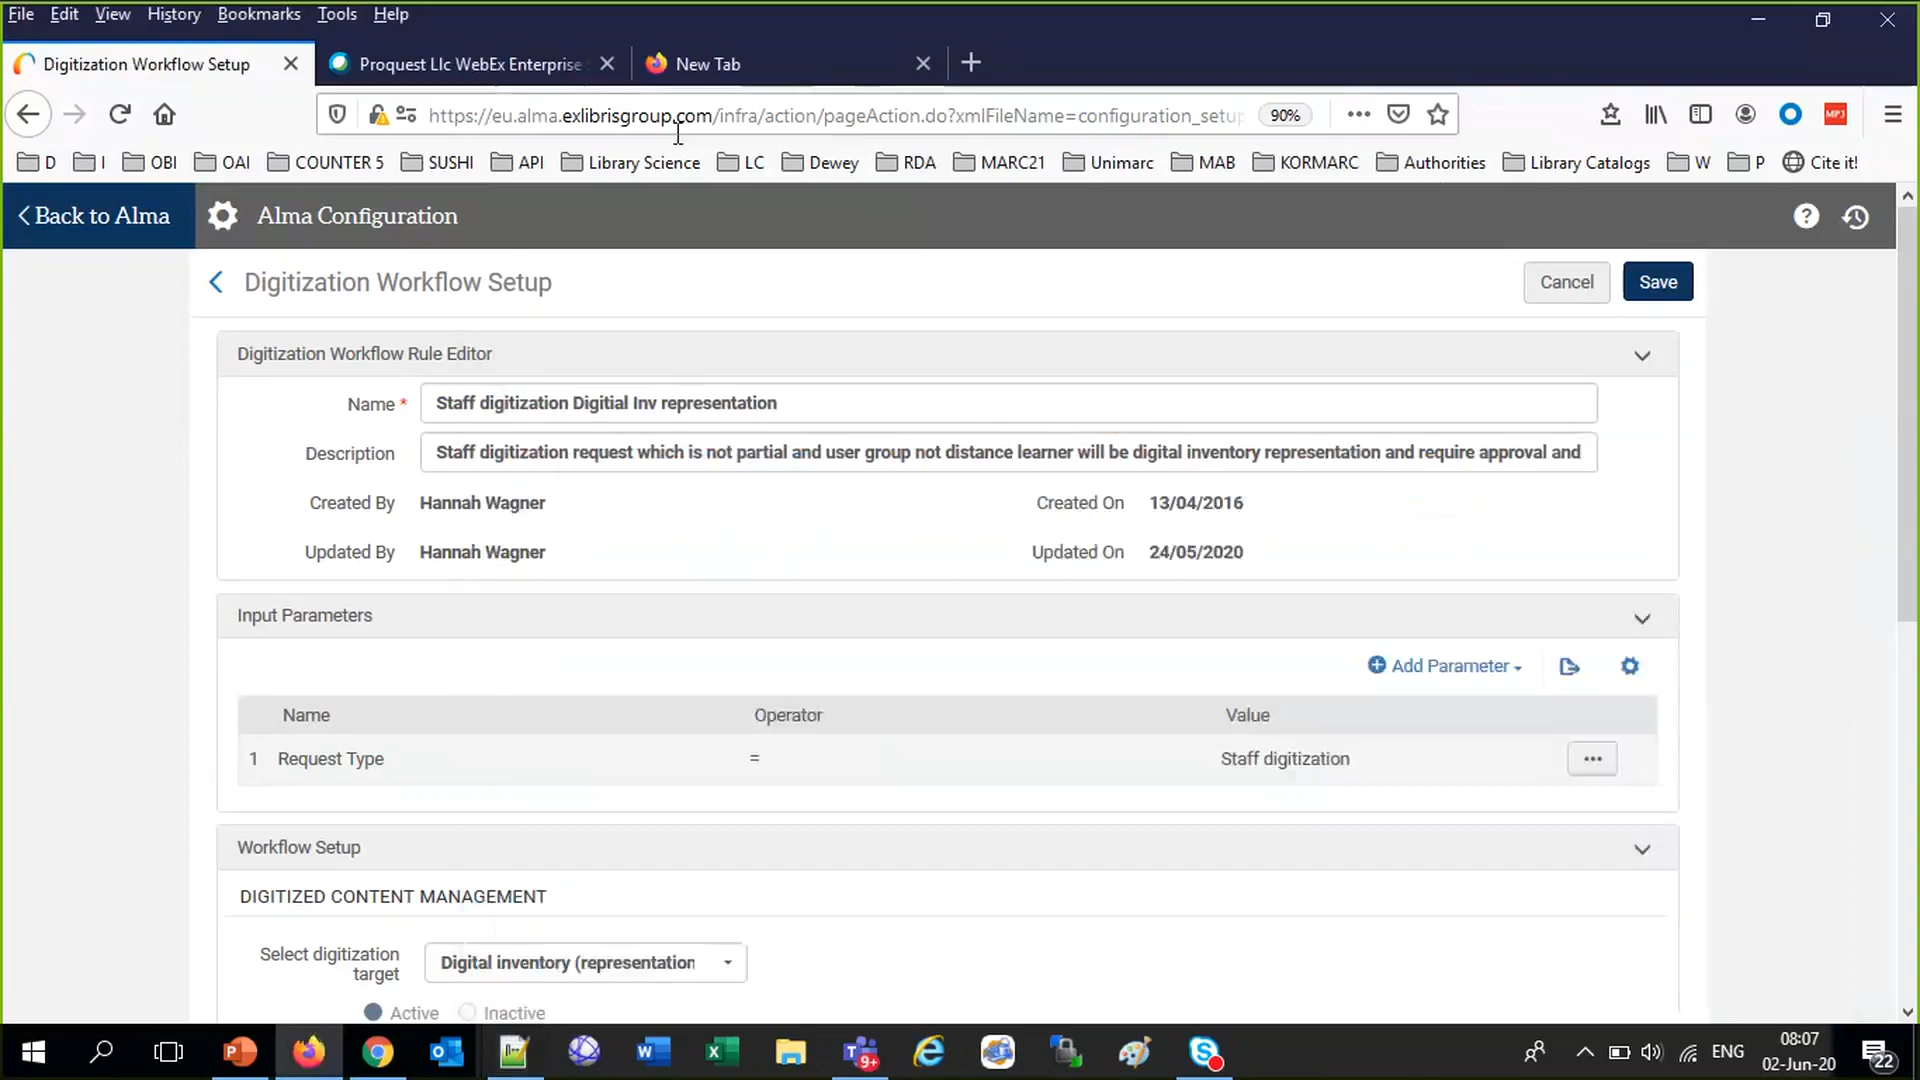 File Edit View History Bookmarks Tools Help
Digitization Workflow Setup Proquest Llc WebEx Enterprise New Tab
https://eu.alma.exlibrisgroup.com/infra/action/pageAction.do?xmlFileName=configuration_setup 90%
D I OBI OAI COUNTER 5 SUSHI API Library Science LC Dewey RDA MARC21 Unimarc MAB KORMARC Authorities Library Catalogs W P Cite it!
Back to Alma Alma Configuration
Digitization Workflow Setup Cancel Save
Digitization Workflow Rule Editor
Name * Staff digitization Digitial Inv representation
Description Staff digitization request which is not partial and user group not distance learner will be digital inventory representation and require approval and
Created By Hannah Wagner Created On 13/04/2016
Updated By Hannah Wagner Updated On 24/05/2020
Input Parameters
Add Parameter
Name Operator Value
1 Request Type = Staff digitization
Workflow Setup
DIGITIZED CONTENT MANAGEMENT
Select digitization
target
Digital inventory (representation
Active Inactive
9+ ENG 08:07
02-Jun-20 22